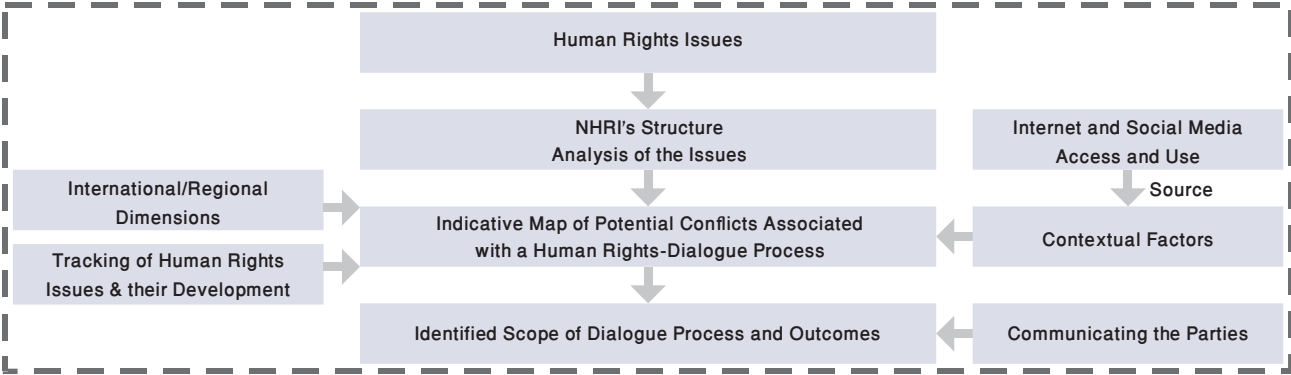 Human Rights Issues
NHRI's Structure
Analysis of the Issues
Internet and Social Media
Access and Use
Source
International/Regional
Dimensions
Indicative Map of Potential Conflicts Associated
with a Human Rights-Dialogue Process
Contextual Factors
Tracking of Human Rights
Issues & their Development
Identified Scope of Dialogue Process and Outcomes
Communicating the Parties